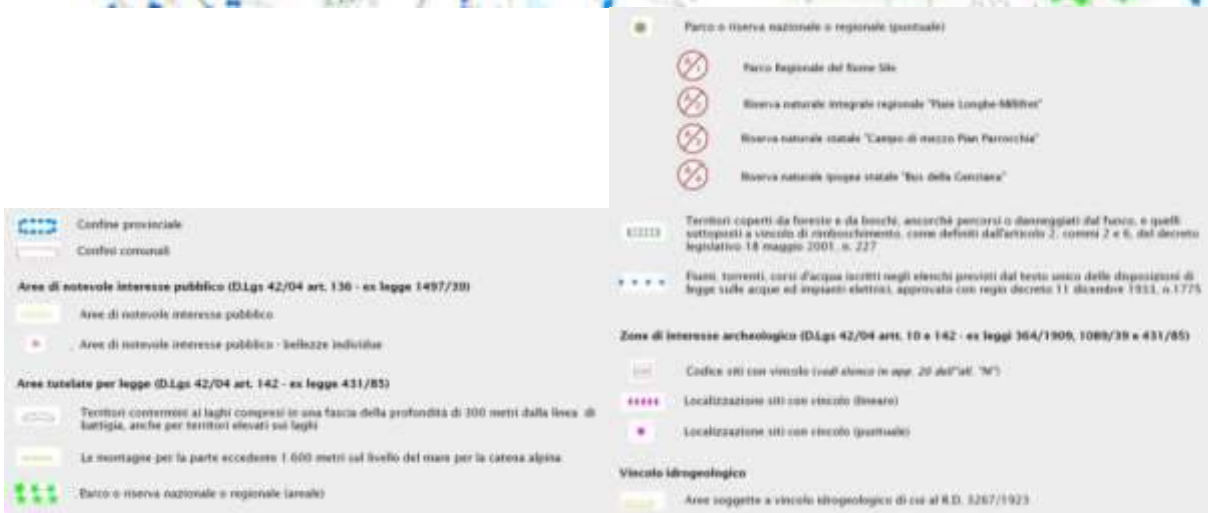 Confine provinciale
Confini comunali
Aree di notevole interesse pubblico (D.Lgs 42/04 art. 136 - ex legge 1497/39)
Aree di notevole interesse pubblico
Aree di notevole interesse pubblico - bellezze individue
Aree tutelate per legge (D.Lgs 42/04 art. 142 - ex legge 431/85)
Territori contermini ai laghi compresi in una fascia della profondità di 300 metri dalla linea di
battigia, anche per territori elevati sui laghi
Le montagne per la parte eccedente 1.600 metri sul livello del mare per la catena alpina
Parco o riserva nazionale o regionale (areale)
Parco o riserva nazionale o regionale (puntuale)
Parco Regionale del fiume Sile
Riserva naturale integrale regionale "Piaie Longhe-Millifret"
Riserva naturale statale "Campo di mezzo Pian Parrocchia"
Riserva naturale ipogea statale "Bus della Genziana"
Territori coperti da foreste e da boschi, ancorchè percorsi o danneggiati dal fuoco, e quelli
sottoposti a vincolo di rimboschimento, come definiti dall'articolo 2, commi 2 e 6, del decreto
legislativo 18 maggio 2001, n. 227
Fiumi, torrenti, corsi d'acqua iscritti negli elenchi previsti dal testo unico delle disposizioni di
legge sulle acque ed impianti elettrici, approvato con regio decreto 11 dicembre 1933, n.1775
Zone di interesse archeologico (D.Lgs 42/04 artt. 10 e 142 - ex leggi 364/1909, 1089/39 e 431/85)
Codice siti con vincolo (vedi elenco in app. 20 dell'all. "N")
Localizzazione siti con vincolo (lineare)
Localizzazione siti con vincolo (puntuale)
Vincolo idrogeologico
Aree soggette a vincolo idrogeologico di cui al R.D. 3267/1923